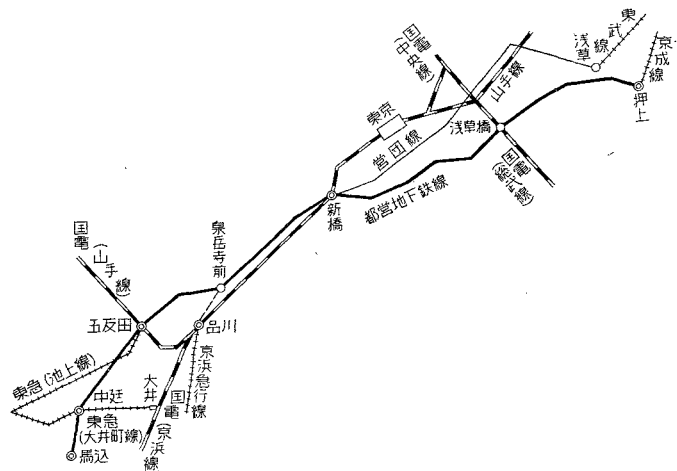 東武
浅草線
京成線
押上
国電
(中央線)
山手線
東京
営団線
浅草橋
国電
(総武線)
都営地下鉄線
新橋
泉岳寺前
国電
(山手線)
五反田
品川
東急(池上線)
中延
大井
国電
(京浜線)
京浜急行線
東急
(大井町線)
馬込